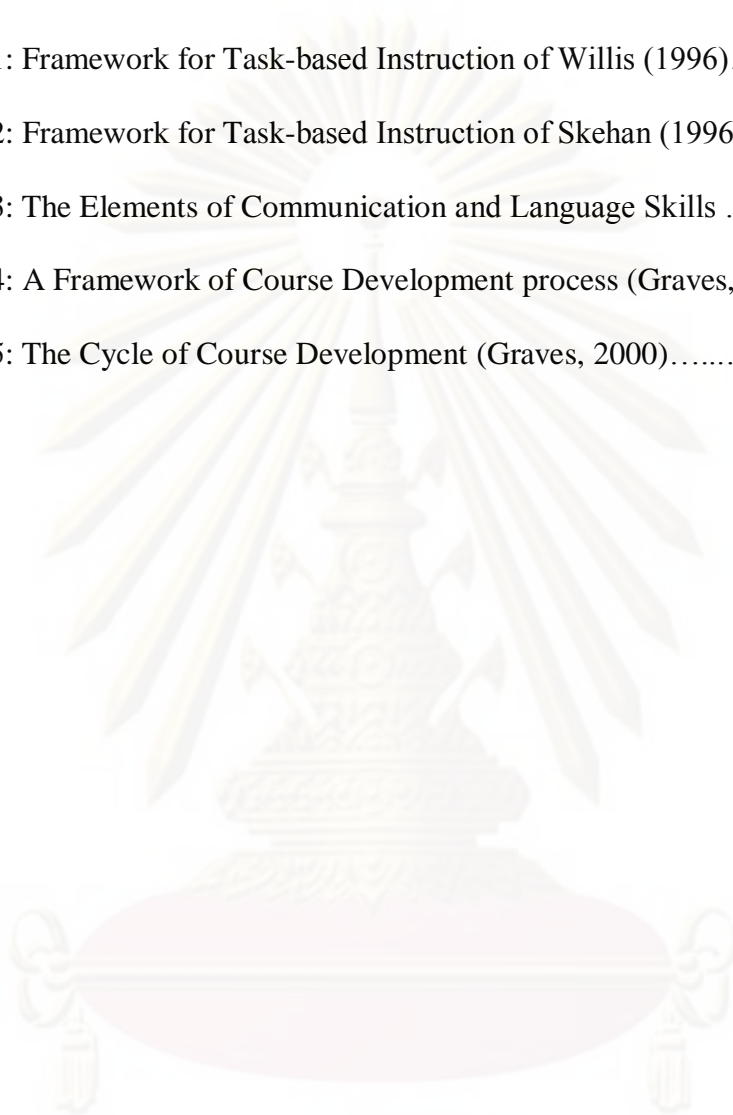 : Framework for Task-based Instruction of Willis (1996).
2: Framework for Task-based Instruction of Skehan (1996
3: The Elements of Communication and Language Skills .
4: A Framework of Course Development process (Graves,
5: The Cycle of Course Development (Graves, 2000)…...…